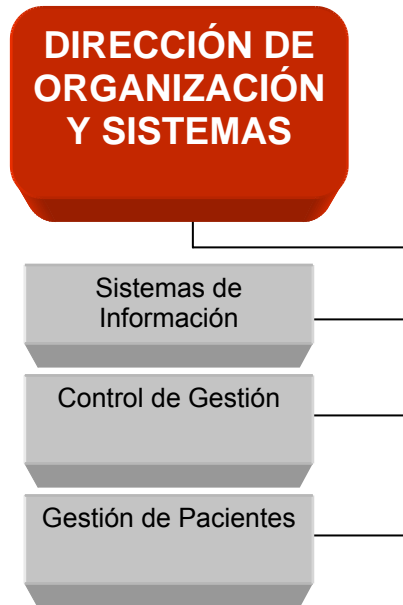 DIRECCIÓN DE
ORGANIZACIÓN
Y SISTEMAS
Sistemas de
Información
Control de Gestión
Gestión de Pacientes